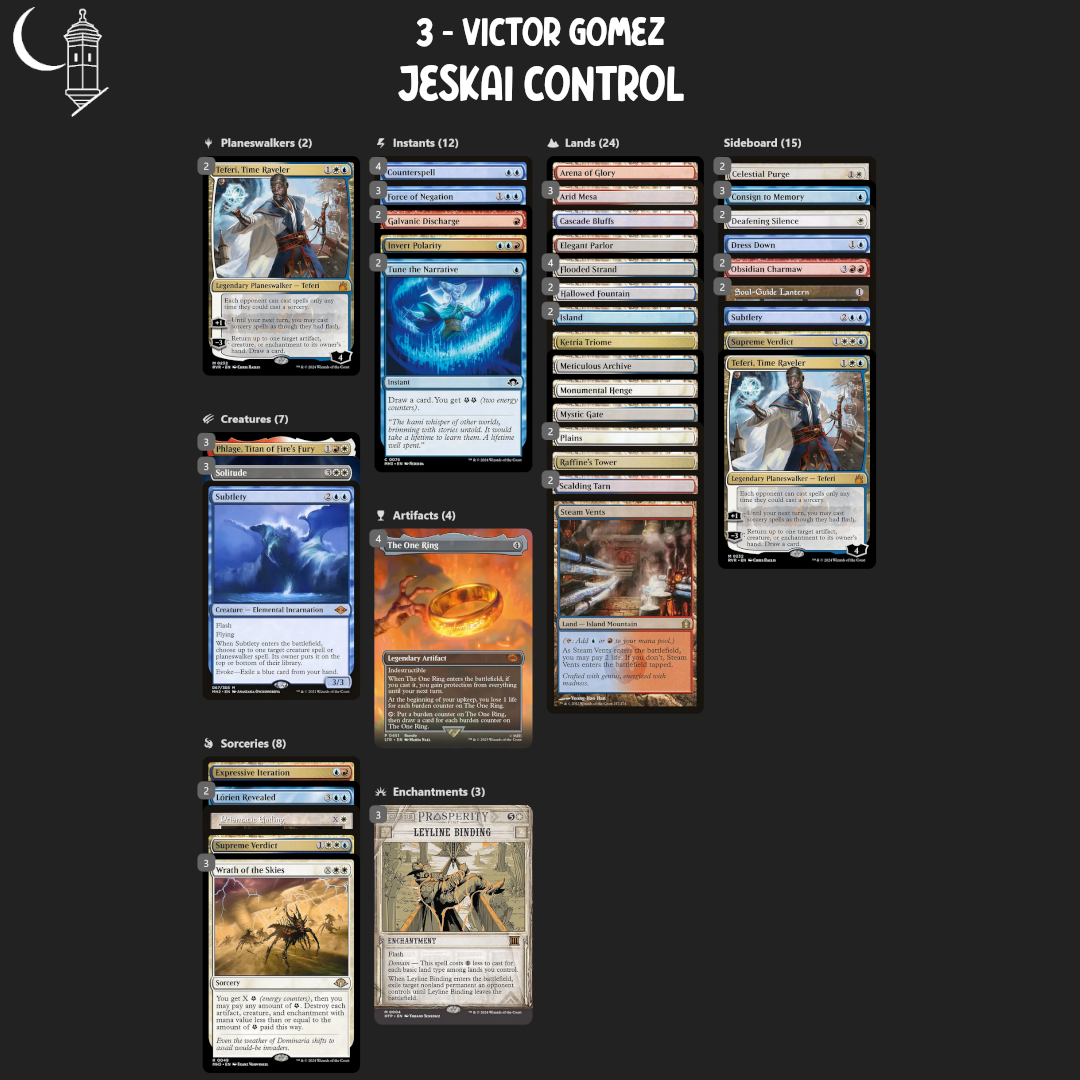 3 - VICTOR GOMEZ
JESKAI CONTROL
Planeswalkers (2)
2
Teferi, Time Raveler
1
Legendary Planeswalker — Teferi
Each opponent can cast spells only any
time they could cast a sorcery.
+1
Until your next turn, you may cast
sorcery spells as though they had flash.
-3
Return up to one target artifact,
creature, or enchantment to its owner's
hand. Draw a card.
4
Creatures (7)
3
Phlage, Titan of Fire's Fury
1
3
Solitude
3
Subtlety
2
Creature — Elemental Incarnation
Flash
Flying
When Subtlety enters the battlefield,
choose up to one target creature spell or
planeswalker spell. Its owner puts it on the
top or bottom of their library.
Evoke—Exile a blue card from your hand.
3/3
Sorceries (8)
Expressive Iteration
2
Lórien Revealed
3
Prismatic Ending
X
Supreme Verdict
1
3
Wrath of the Skies
X
Sorcery
You get X (energy counters), then you
may pay any amount of . Destroy each
artifact, creature, and enchantment with
mana value less than or equal to the
amount of paid this way.
Even the weather of Dominaria shifts to
assail would-be invaders.
Instants (12)
4
Counterspell
3
Force of Negation
1
2
Galvanic Discharge
Invert Polarity
2
Tune the Narrative
Instant
Draw a card. You get (two energy
counters).
"The kami whisper of other worlds,
brimming with stories untold. It would
take a lifetime to learn them. A lifetime
well spent."
Artifacts (4)
4
The One Ring
4
Legendary Artifact
Indestructible
When The One Ring enters the battlefield, if
you cast it, you gain protection from everything
until your next turn.
At the beginning of your upkeep, you lose 1 life
for each burden counter on The One Ring.
: Put a burden counter on The One Ring,
then draw a card for each burden counter on
The One Ring.
Enchantments (3)
3
PROSPERITY
5
LEYLINE BINDING
ENCHANTMENT
Flash
Domain — This spell costs less to cast for
each basic land type among lands you control.
When Leyline Binding enters the battlefield,
exile target nonland permanent an opponent
controls until Leyline Binding leaves the
battlefield.
Lands (24)
Arena of Glory
3
Arid Mesa
Cascade Bluffs
Elegant Parlor
4
Flooded Strand
2
Hallowed Fountain
2
Island
Ketria Triome
Meticulous Archive
Monumental Henge
Mystic Gate
2
Plains
Raffine's Tower
2
Scalding Tarn
Steam Vents
Land — Island Mountain
(: Add or to your mana pool.)
As Steam Vents enters the battlefield,
you may pay 2 life. If you don't, Steam
Vents enters the battlefield tapped.
Crafted with genius, energized with
madness.
Sideboard (15)
2
Celestial Purge
1
3
Consign to Memory
2
Deafening Silence
Dress Down
1
2
Obsidian Charmaw
3
2
Soul-Guide Lantern
1
Subtlety
2
Supreme Verdict
1
Teferi, Time Raveler
1
Legendary Planeswalker — Teferi
Each opponent can cast spells only any
time they could cast a sorcery.
+1
Until your next turn, you may cast
sorcery spells as though they had flash.
-3
Return up to one target artifact,
creature, or enchantment to its owner's
hand. Draw a card.
4